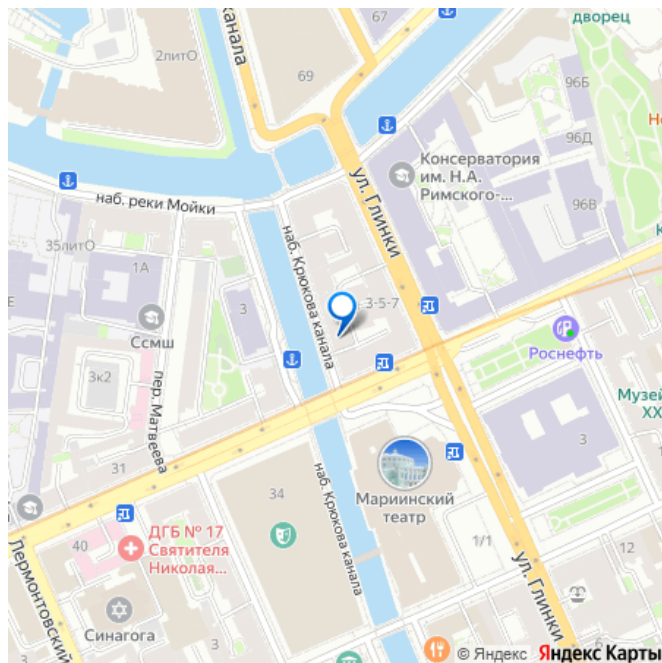 67
дворец
2литО
канала
69
96Б
Но
96Д
Консерватория
им. Н.А.
Римского-...
ул. Глинки
наб. реки Мойки
96В
К
35литО
наб. Крюкова канала
1А
Е
3
3-5-7
Ссмш
Роснефть
3к2
пер. Матвеева
Музей
XX
3
31
Мариинский
театр
34
наб. Крюкова канала
ДГБ № 17
Святителя
Николая...
40
1/1
12
Лермонтовский
ул. Глинки
Синагога
© Яндекс Яндекс Карты